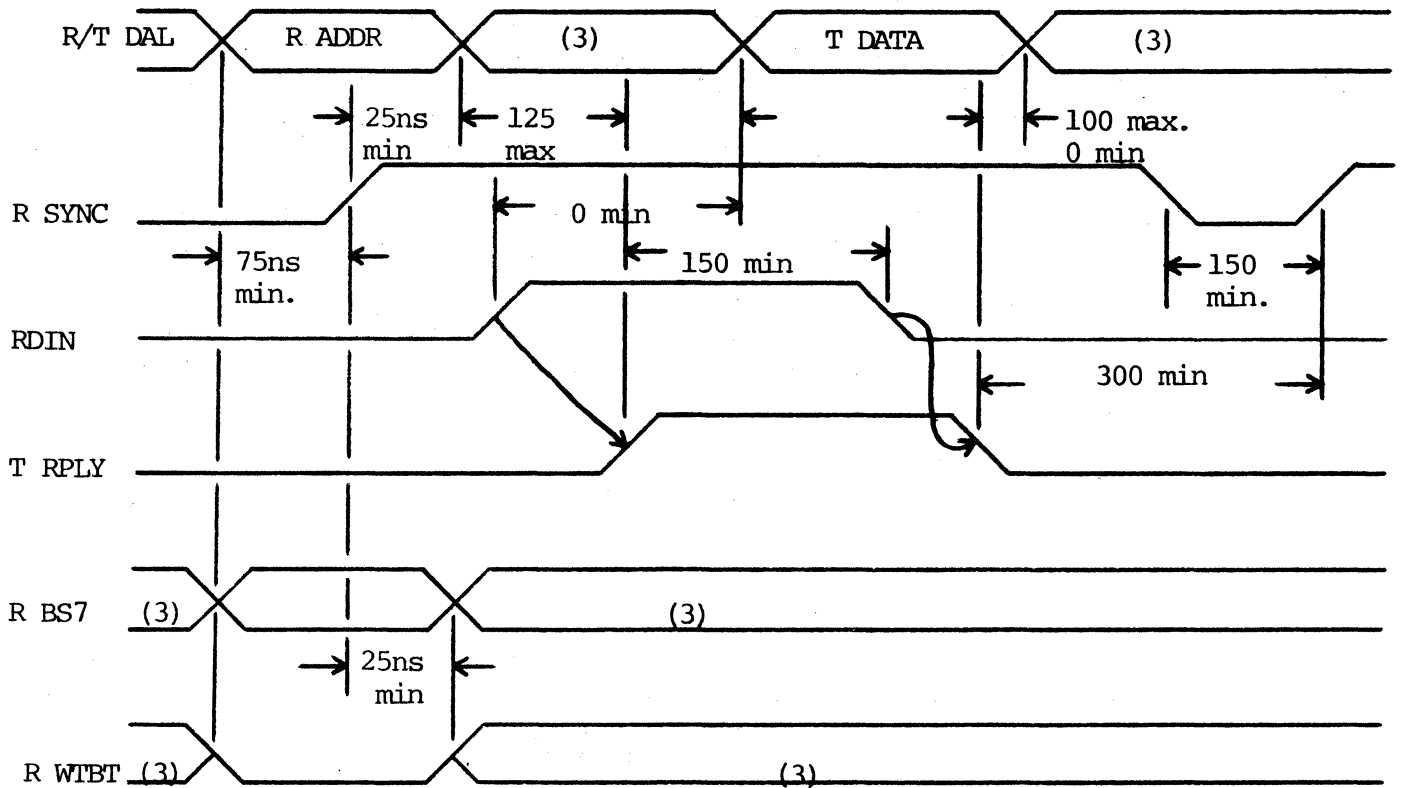 R/T DAL R ADDR (3) T DATA (3)
25ns min
125 max
100 max.
0 min
R SYNC
0 min
75ns min.
150 min
150 min.
RDIN
300 min
T RPLY
R BS7 (3) (3)
25ns min
R WTBT (3) (3)